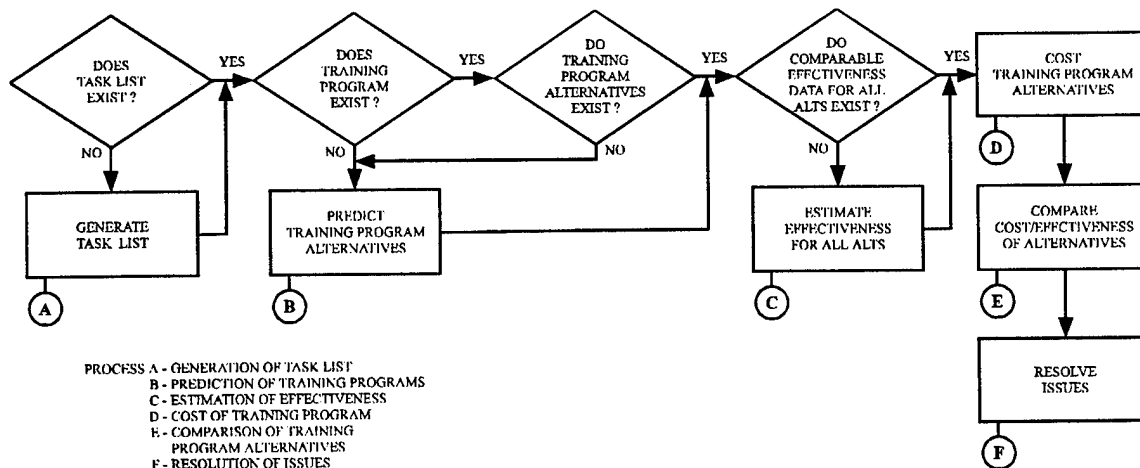 DOES
TASK LIST
EXIST ?
YES
NO
GENERATE
TASK LIST
A
DOES
TRAINING
PROGRAM
EXIST ?
YES
NO
PREDICT
TRAINING PROGRAM
ALTERNATIVES
B
DO
TRAINING
PROGRAM
ALTERNATIVES
EXIST ?
YES
NO
DO
COMPARABLE
EFFECTIVENESS
DATA FOR ALL
ALTS EXIST ?
YES
NO
ESTIMATE
EFFECTIVENESS
FOR ALL ALTS
C
COST
TRAINING PROGRAM
ALTERNATIVES
D
COMPARE
COST/EFFECTIVENESS
OF ALTERNATIVES
E
RESOLVE
ISSUES
F
PROCESS A - GENERATION OF TASK LIST
B - PREDICTION OF TRAINING PROGRAMS
C - ESTIMATION OF EFFECTIVENESS
D - COST OF TRAINING PROGRAM
E - COMPARISON OF TRAINING
PROGRAM ALTERNATIVES
F - RESOLUTION OF ISSUES